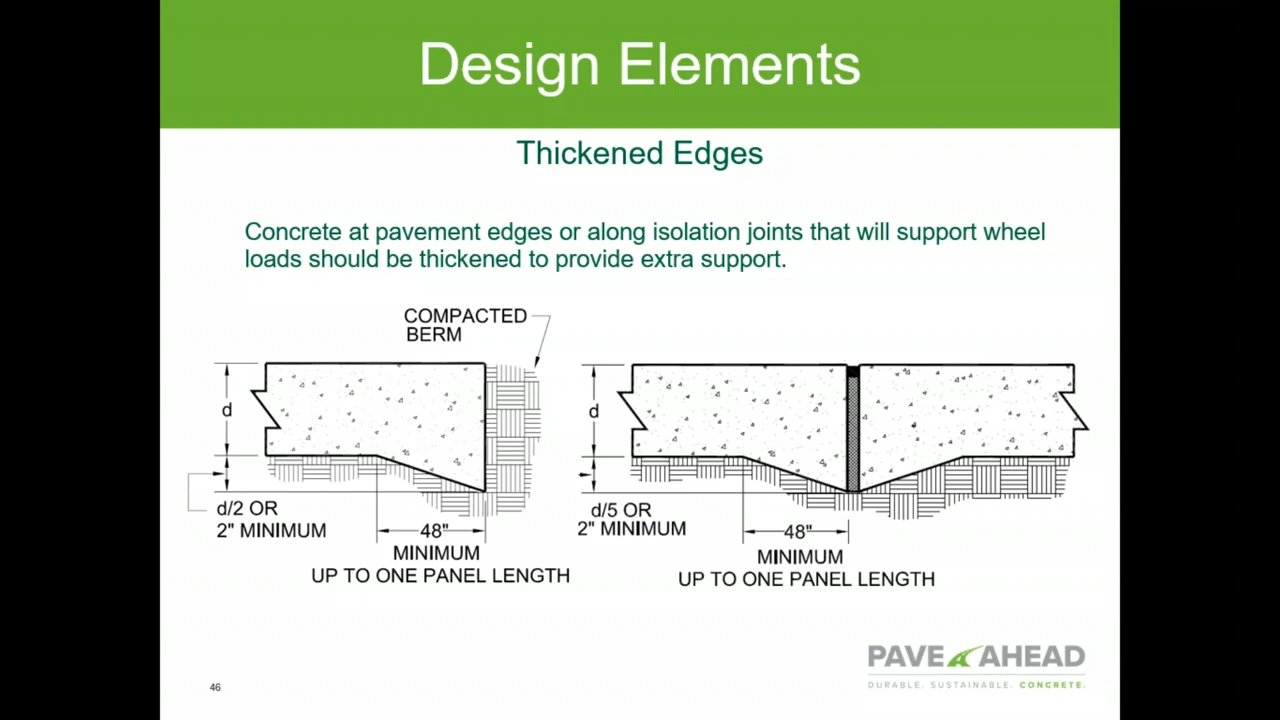 Design Elements
Thickened Edges
Concrete at pavement edges or along isolation joints that will support wheel
loads should be thickened to provide extra support.
COMPACTED
BERM
d
d/2 OR
2" MINIMUM
48"
MINIMUM
UP TO ONE PANEL LENGTH
d
d/5 OR
2" MINIMUM
48"
MINIMUM
UP TO ONE PANEL LENGTH
PAVE AHEAD
DURABLE. SUSTAINABLE. CONCRETE.
46